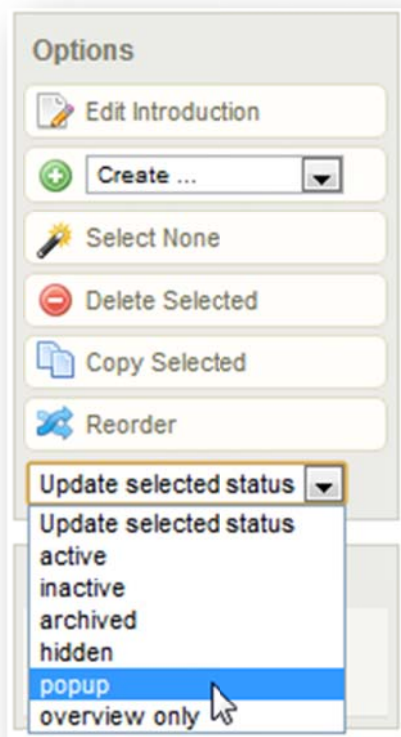 Options
Edit Introduction
Create ...
Select None
Delete Selected
Copy Selected
Reorder
Update selected status
Update selected status
active
inactive
archived
hidden
popup
overview only